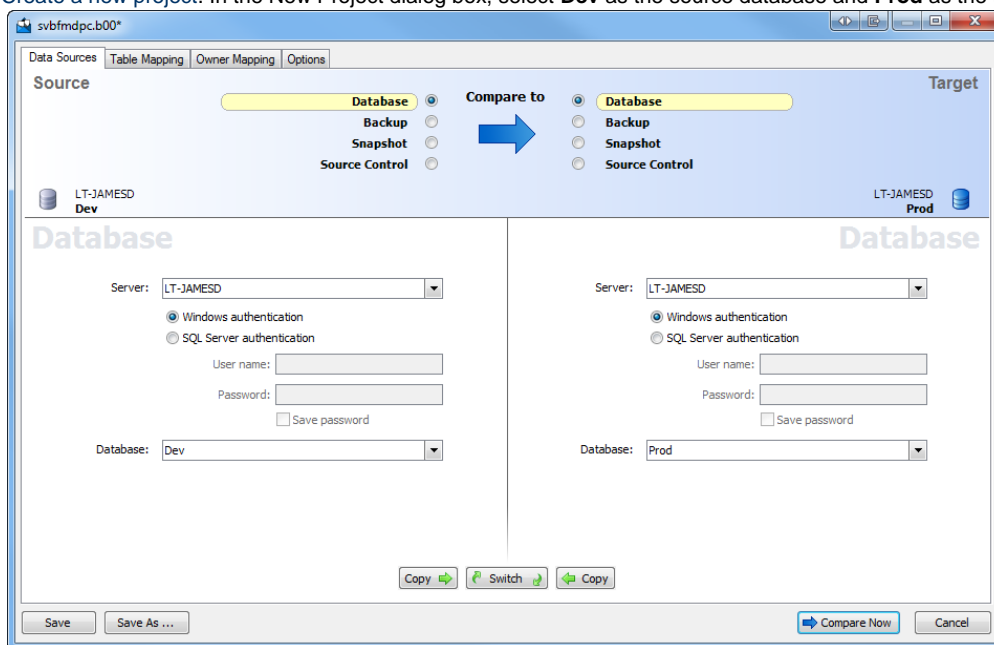 Create a new project. In the New Project dialog box, select Dev as the source database and Prod as the
svbfmdpc.b00*
Data Sources Table Mapping Owner Mapping Options
Source Target
Compare to
Database Database
Backup Backup
Snapshot Snapshot
Source Control Source Control
LT-JAMESD LT-JAMESD
Dev Prod
Database Database
Server: LT-JAMESD Server: LT-JAMESD
Windows authentication Windows authentication
SQL Server authentication SQL Server authentication
User name: User name:
Password: Password:
Save password Save password
Database: Dev Database: Prod
Copy Switch Copy
Save Save As ... Compare Now Cancel